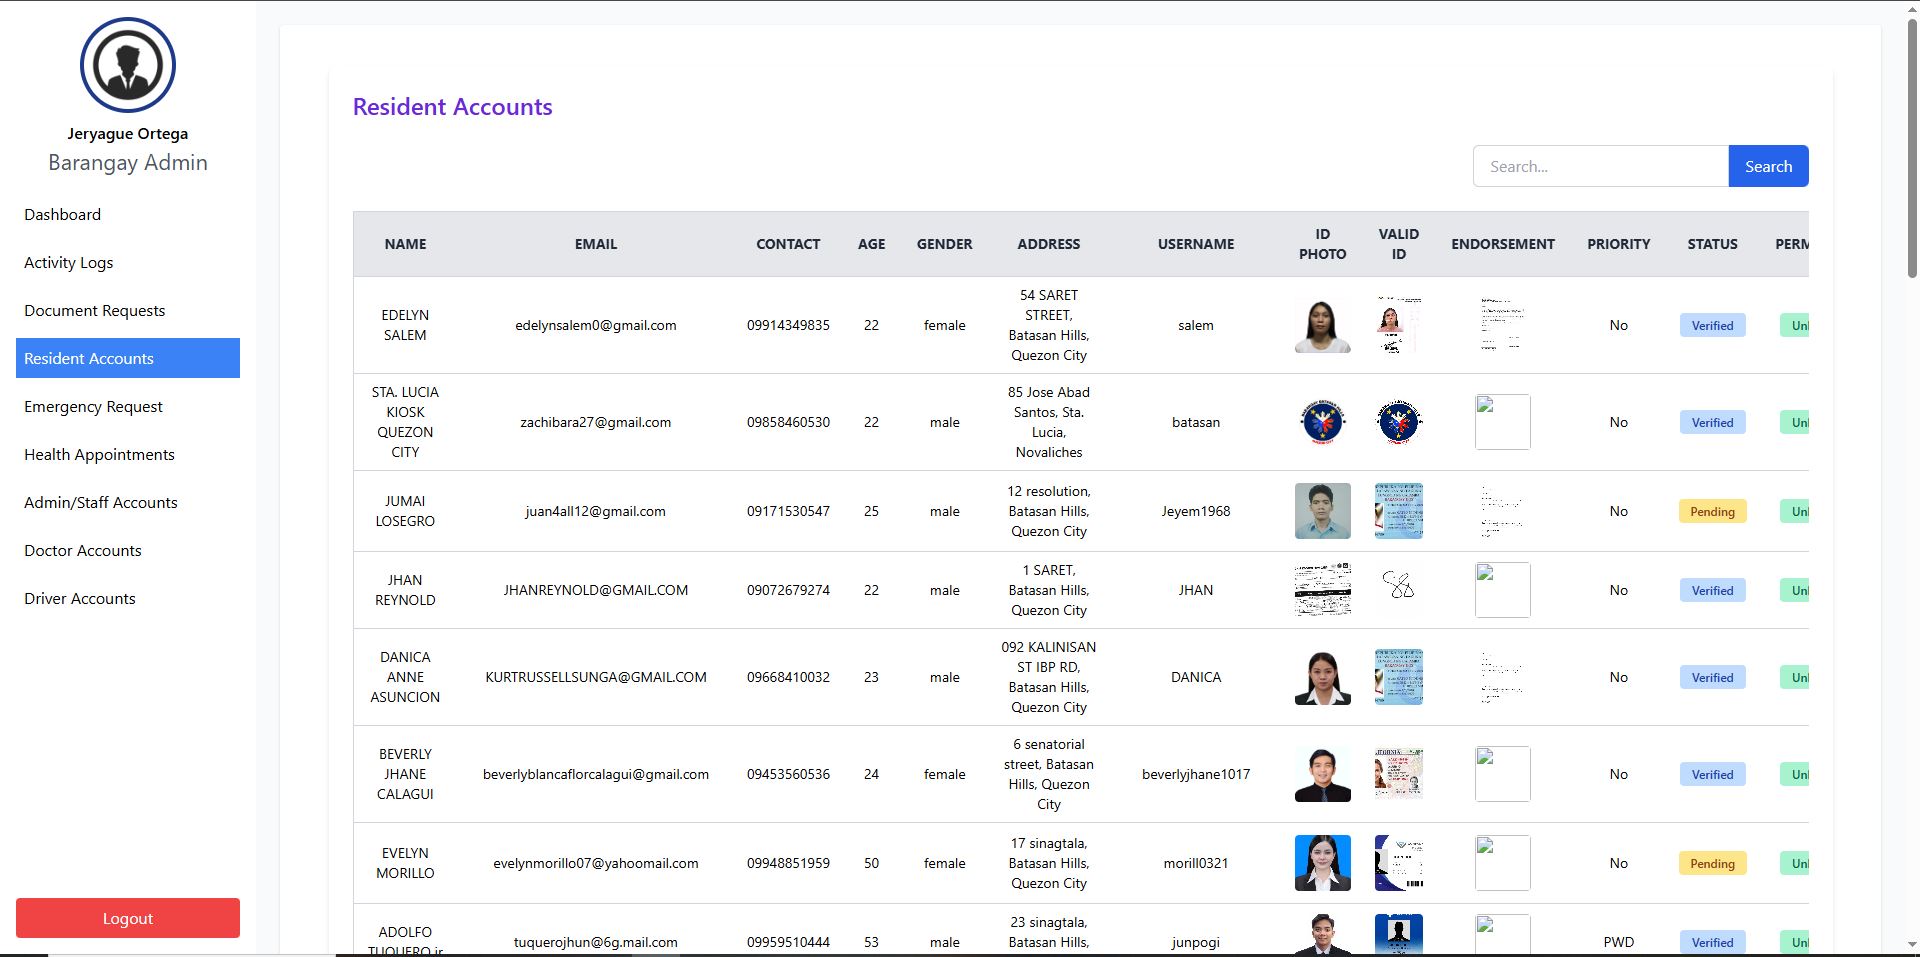 Jeryague Ortega
Barangay Admin
Dashboard
Activity Logs
Document Requests
Resident Accounts
Emergency Request
Health Appointments
Admin/Staff Accounts
Doctor Accounts
Driver Accounts
Logout
Resident Accounts
Search...
Search
NAME EMAIL CONTACT AGE GENDER ADDRESS USERNAME ID PHOTO VALID ID ENDORSEMENT PRIORITY STATUS PERM
EDELYN SALEM edelynsalem0@gmail.com 09914349835 22 female 54 SARET STREET, Batasan Hills, Quezon City salem No Verified Unl
STA. LUCIA KIOSK QUEZON CITY zachibara27@gmail.com 09858460530 22 male 85 Jose Abad Santos, Sta. Lucia, Novaliches batasan No Verified Unl
JUMAI LOSEGRO juan4all12@gmail.com 09171530547 25 male 12 resolution, Batasan Hills, Quezon City Jeyem1968 No Pending Unl
JHAN REYNOLD JHANREYNOLD@GMAIL.COM 09072679274 22 male 1 SARET, Batasan Hills, Quezon City JHAN No Verified Unl
DANICA ANNE ASUNCION KURTRUSSELLSUNGA@GMAIL.COM 09668410032 23 male 092 KALINISAN ST IBP RD, Batasan Hills, Quezon City DANICA No Verified Unl
BEVERLY JHANE CALAGUI beverlyblancaflorcalagui@gmail.com 09453560536 24 female 6 senatorial street, Batasan Hills, Quezon City beverlyjhane1017 No Verified Unl
EVELYN MORILLO evelynmorillo07@yahoomail.com 09948851959 50 female 17 sinagtala, Batasan Hills, Quezon City morill0321 No Pending Unl
ADOLFO TUQUERO jr tuquerojhun@6g.mail.com 09959510444 53 male 23 sinagtala, Batasan Hills, junpogi PWD Verified Unl